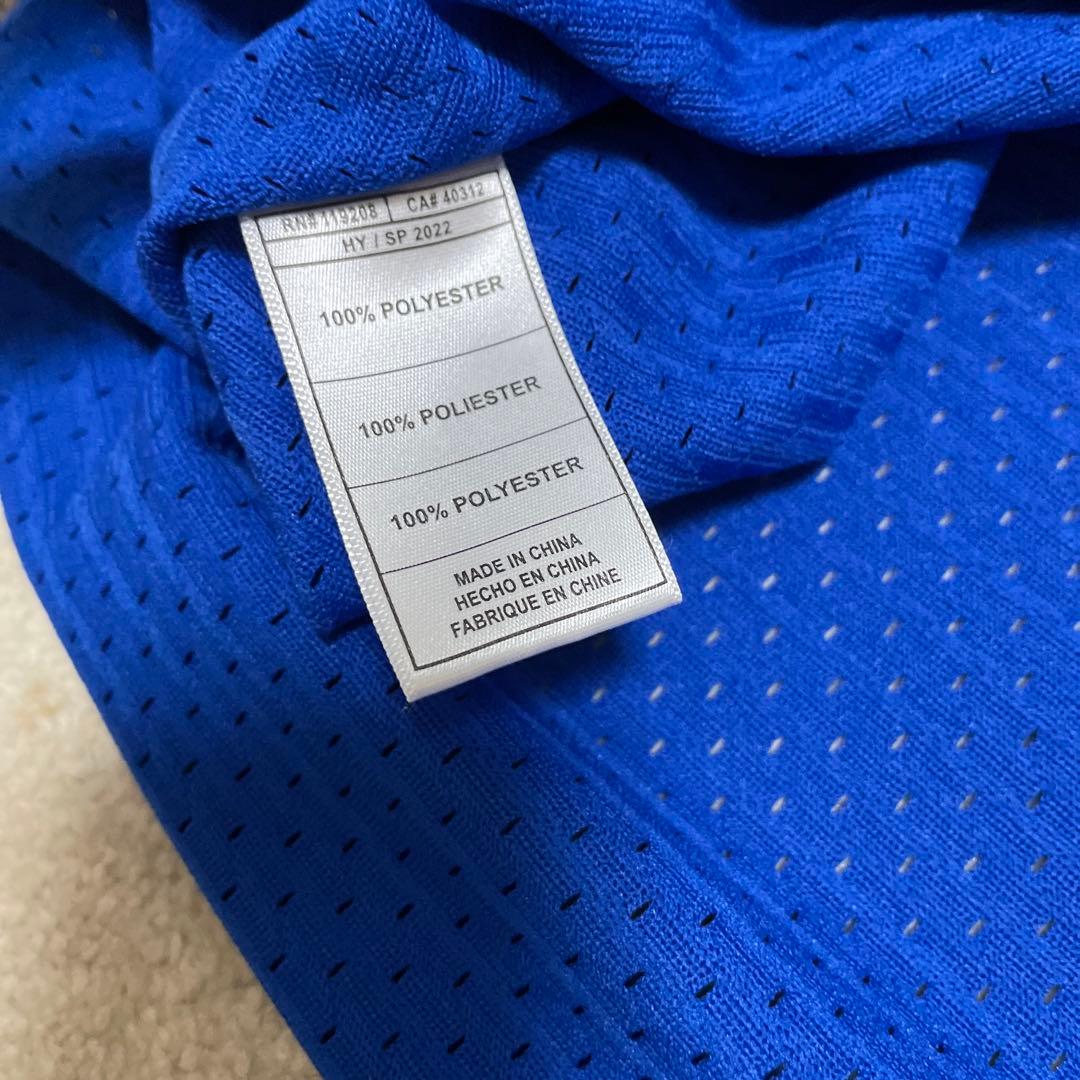 RN# 119208 CA# 40312
HY / SP 2022
100% POLYESTER
100% POLIESTER
100% POLYESTER
MADE IN CHINA
HECHO EN CHINA
FABRIQUE EN CHINE